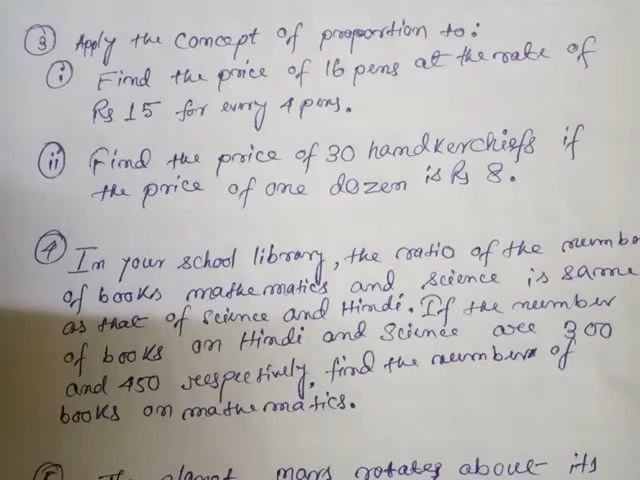 ③ Apply the concept of proportion to:
ⓘ Find the price of 16 pens at the rate of
Rs 15 for every 4 pens.
ⓘⓘ Find the price of 30 handkerchiefs if
the price of one dozen is Rs 8.
④ In your school library, the ratio of the numbe
of books mathematics and science is same
as that of science and Hindi. If the number
of books on Hindi and science are 300
and 450 respectively, find the number of
books on mathematics.
planet mars rotates about its